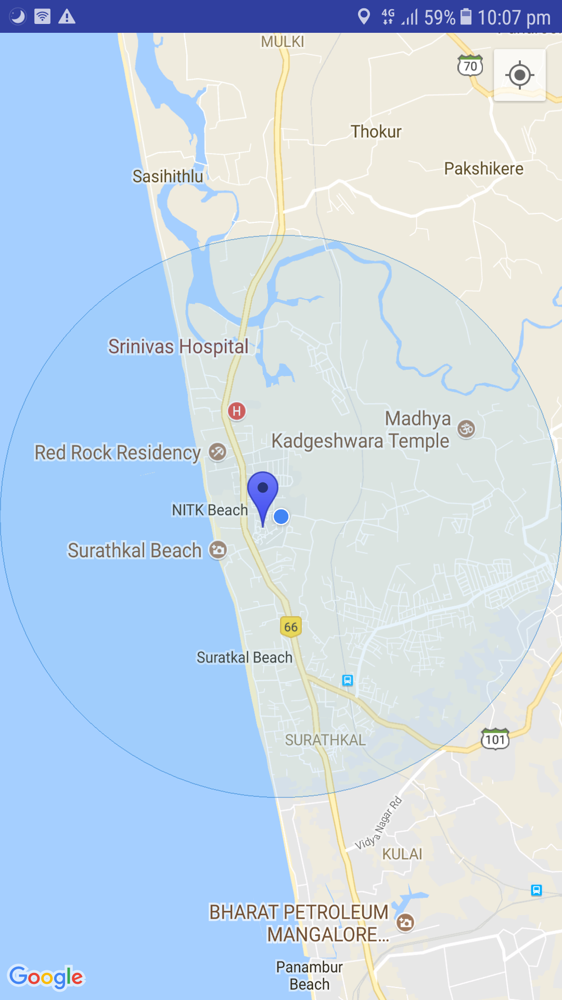 4G 59% 10:07 pm
MULKI
70
Thokur
Pakshikere
Sasihithlu
Srinivas Hospital
H
Madhya
Kadgeshwara Temple
ॐ
Red Rock Residency
NITK Beach
Surathkal Beach
66
Suratkal Beach
SURATHKAL
101
Vidya Nagar Rd
KULAI
BHARAT PETROLEUM
MANGALORE...
Panambur
Beach
Google